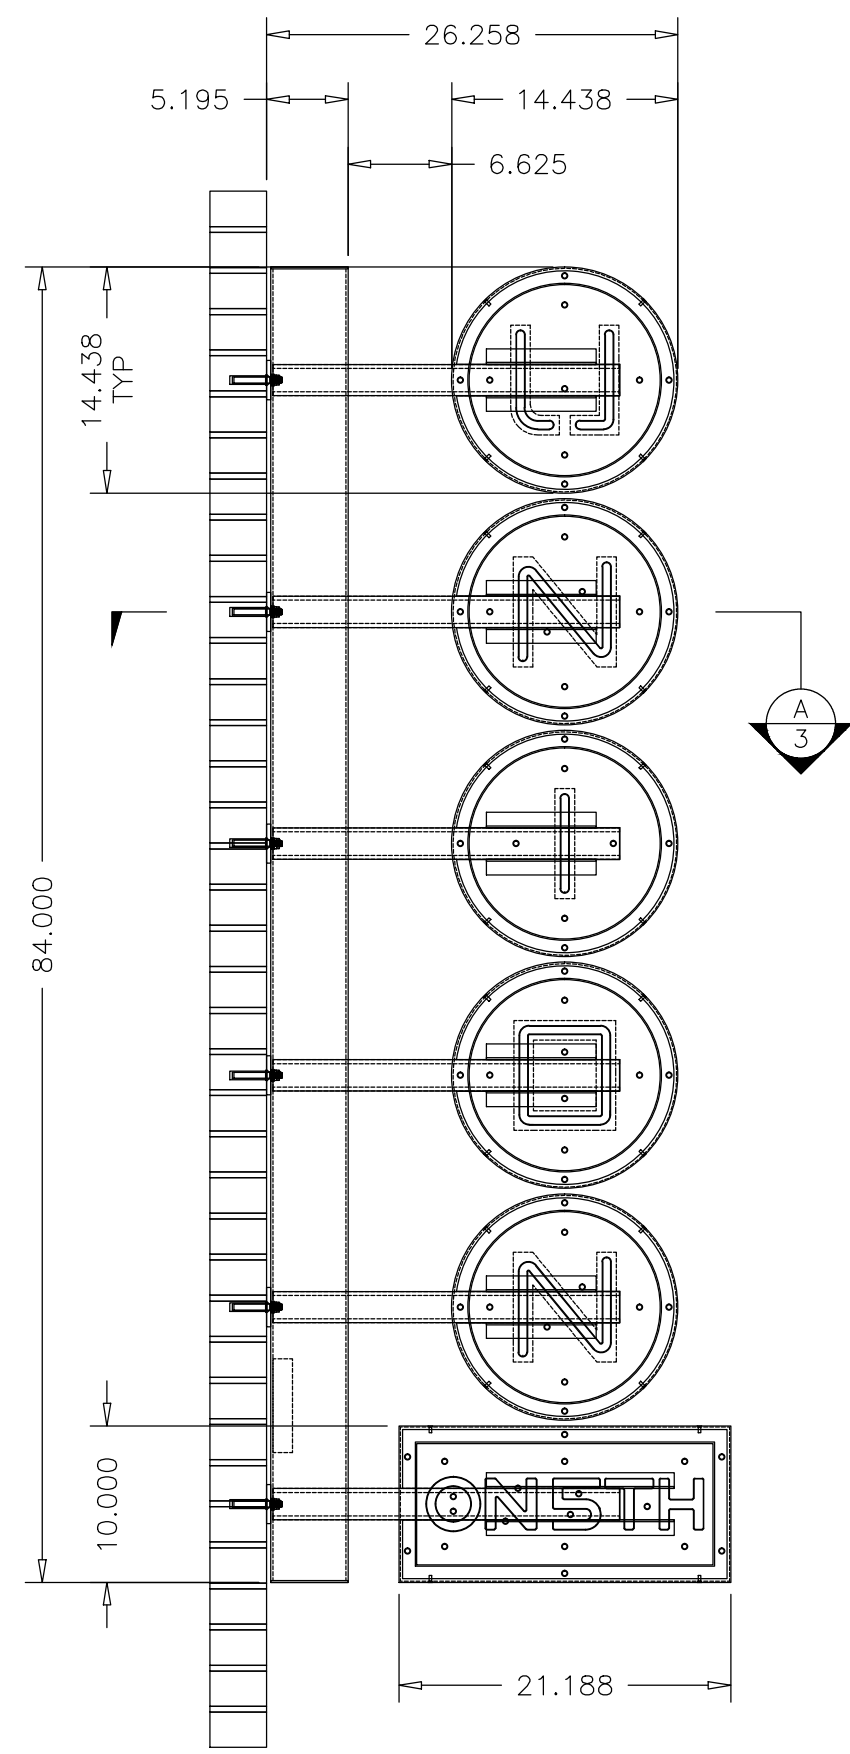 26.258
5.195
14.438
6.625
14.438
TYP
U
N
A
3
I
84.000
O
N
10.000
ON5TH
21.188